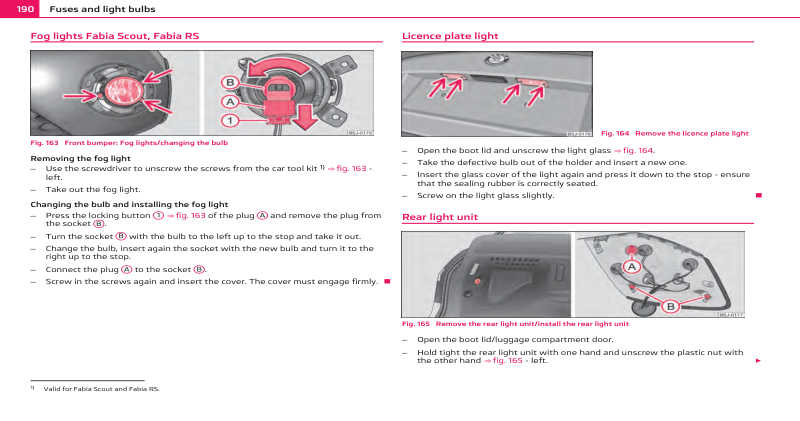 190 Fuses and light bulbs
Fog lights Fabia Scout, Fabia RS
B
A
1
B5J-0176
Fig. 163 Front bumper: Fog lights/changing the bulb
Removing the fog light
– Use the screwdriver to unscrew the screws from the car tool kit 1) ⇒ fig. 163 -
left.
– Take out the fog light.
Changing the bulb and installing the fog light
– Press the locking button 1 ⇒ fig. 163 of the plug A and remove the plug from
the socket B.
– Turn the socket B with the bulb to the left up to the stop and take it out.
– Change the bulb, insert again the socket with the new bulb and turn it to the
right up to the stop.
– Connect the plug A to the socket B.
– Screw in the screws again and insert the cover. The cover must engage firmly.
1) Valid for Fabia Scout and Fabia RS.
Licence plate light
Fig. 164 Remove the licence plate light
– Open the boot lid and unscrew the light glass ⇒ fig. 164.
– Take the defective bulb out of the holder and insert a new one.
– Insert the glass cover of the light again and press it down to the stop - ensure
that the sealing rubber is correctly seated.
– Screw on the light glass slightly.
Rear light unit
A
B
B6J-0177
Fig. 165 Remove the rear light unit/install the rear light unit
– Open the boot lid/luggage compartment door.
– Hold tight the rear light unit with one hand and unscrew the plastic nut with
the other hand ⇒ fig. 165 - left.